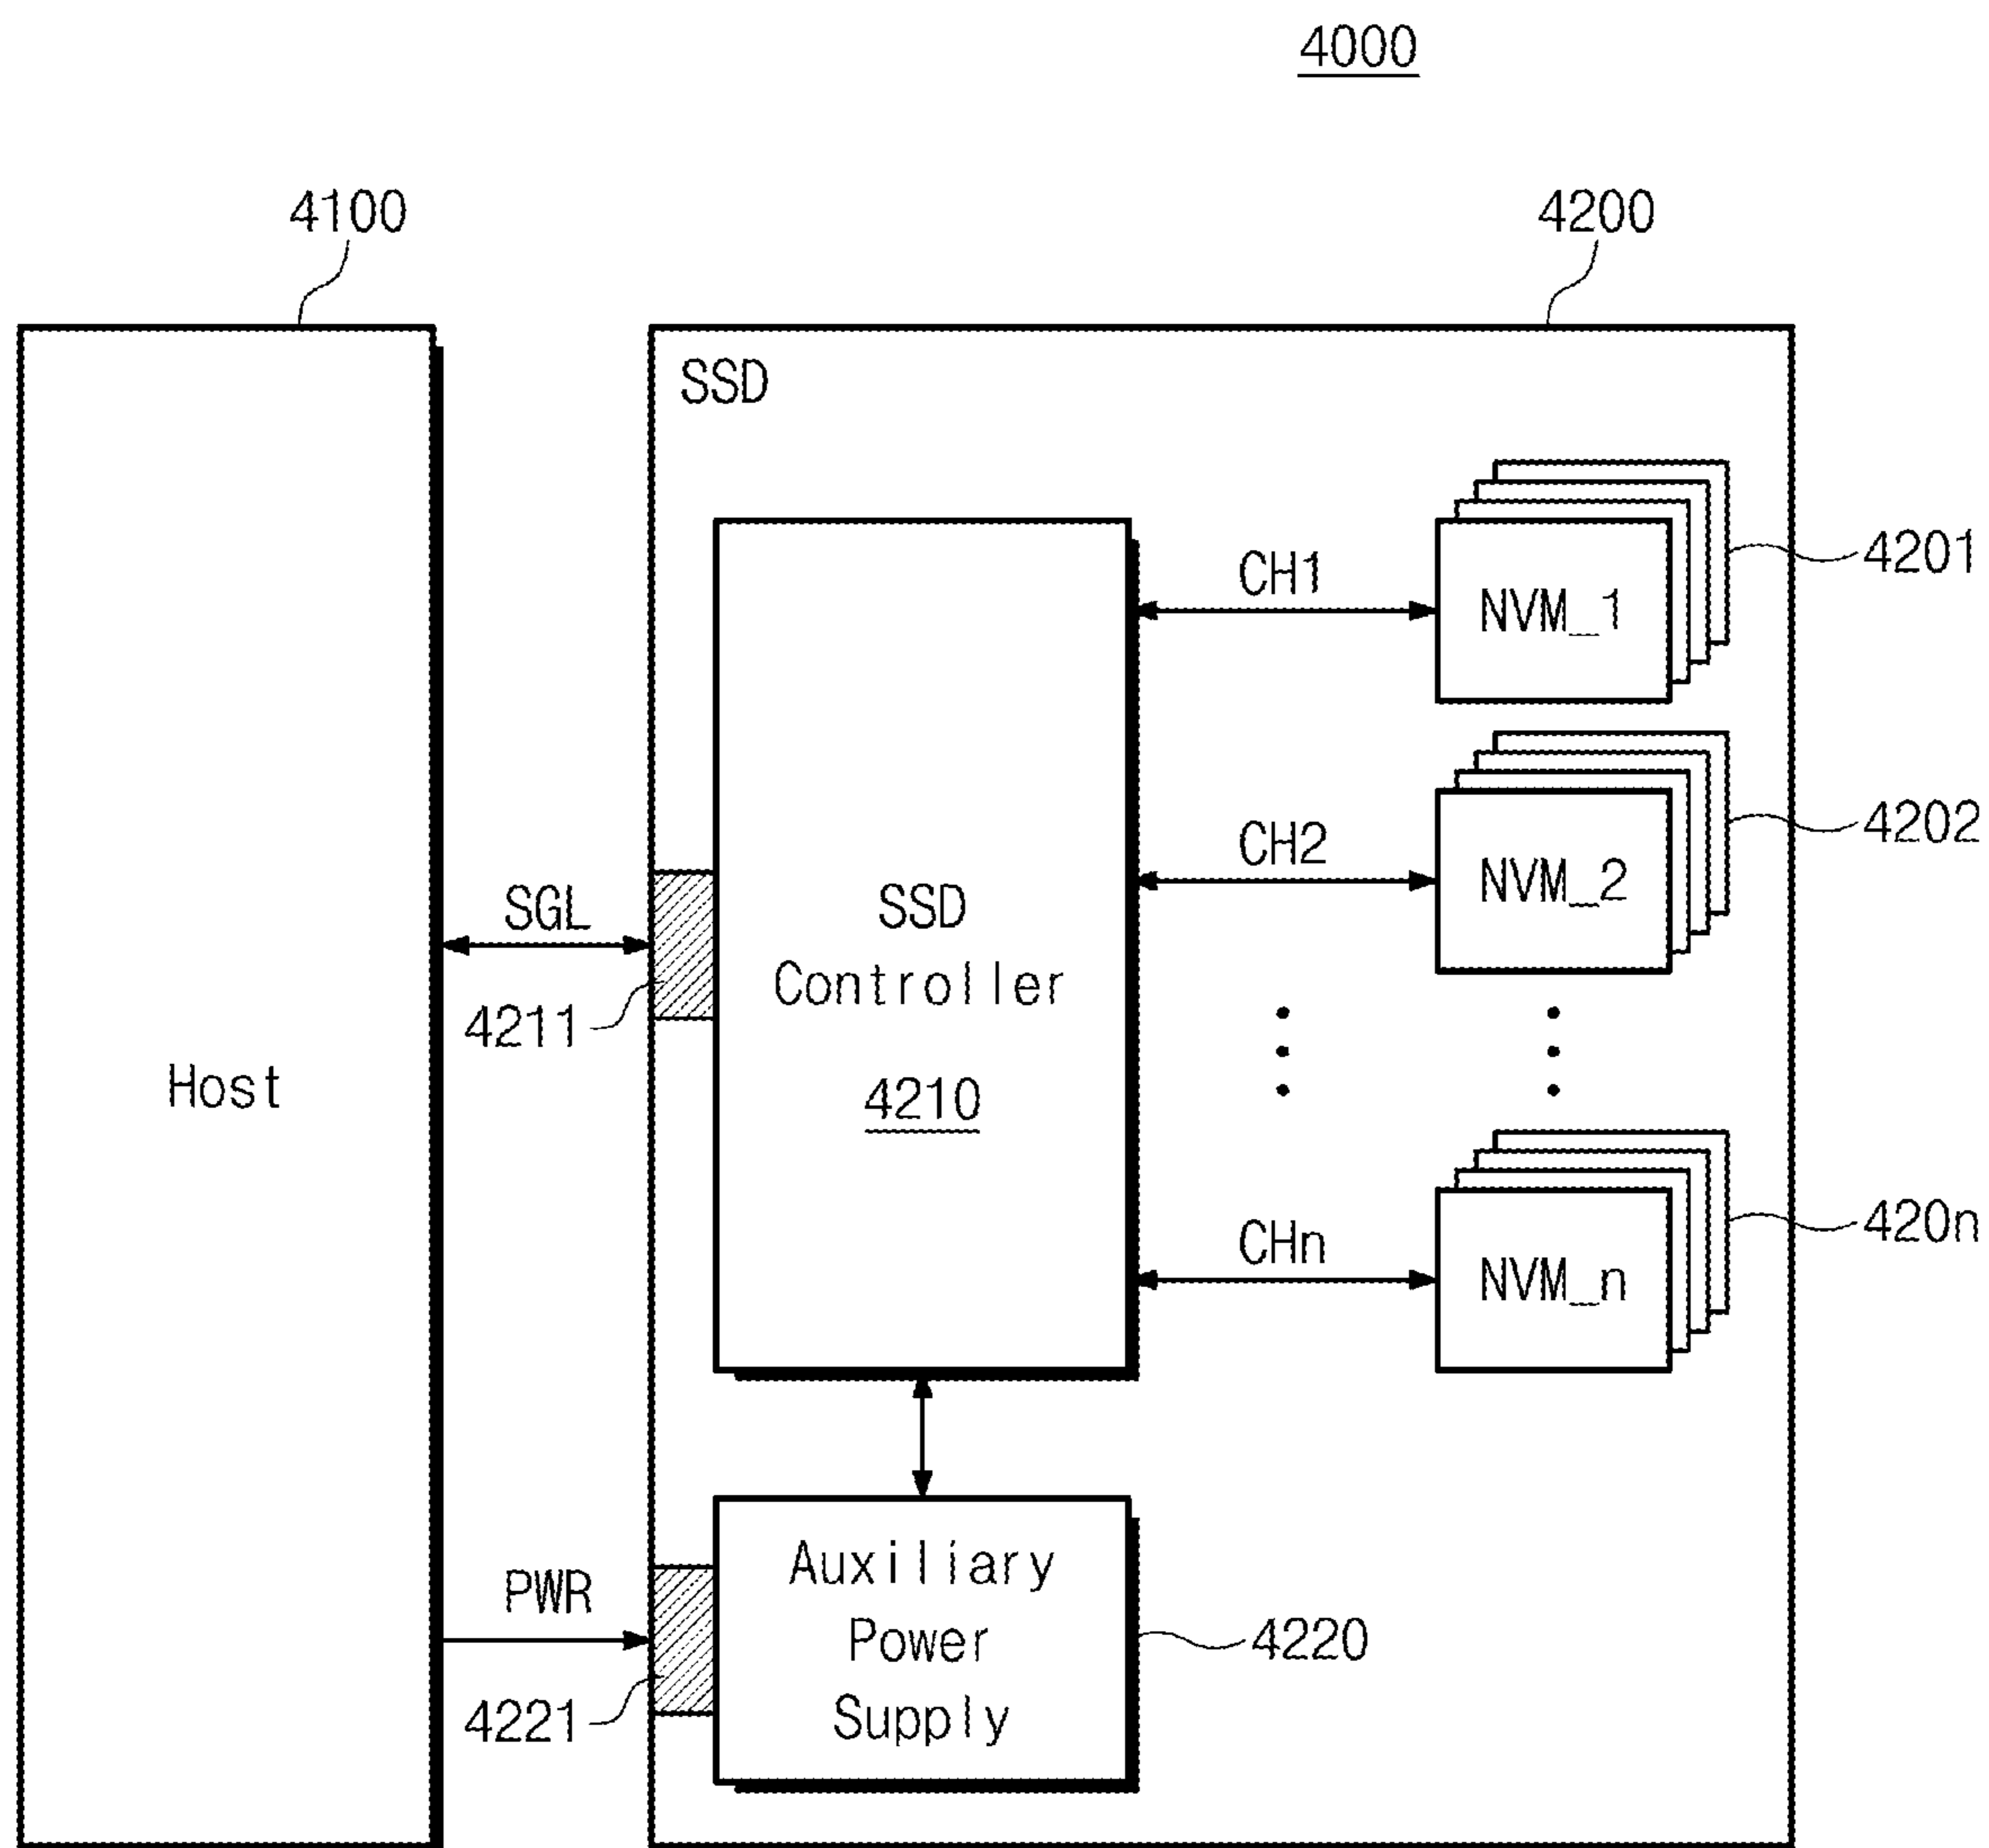 4000
4100
4200
SSD
4201
CH1
NVM_1
4202
CH2
NVM_2
SGL
SSD
Controller
4211
4210
Host
420n
CHn
NVM_n
Auxiliary
PWR
Power
4220
4221
Supply